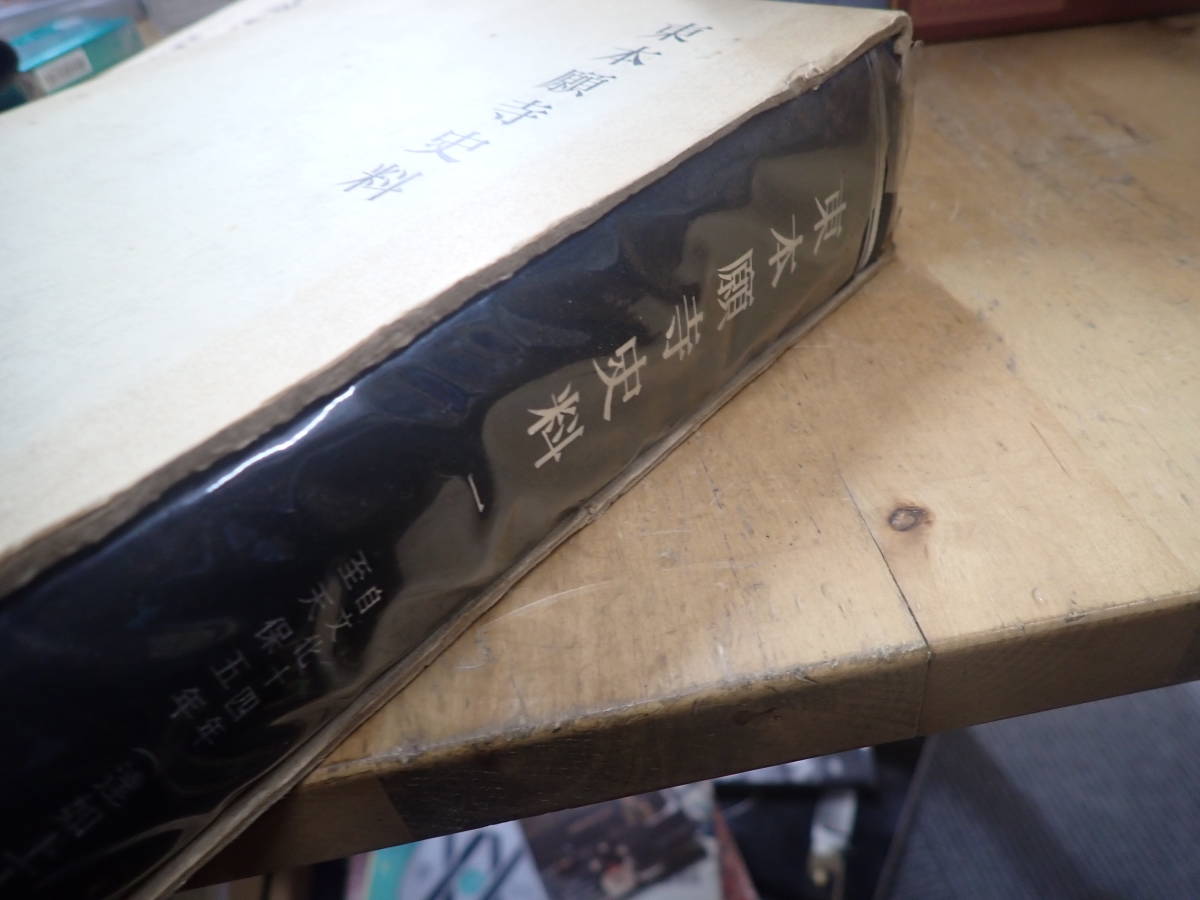 東本願寺史料
東本願寺史料 一
自文化十四年
至天保五年